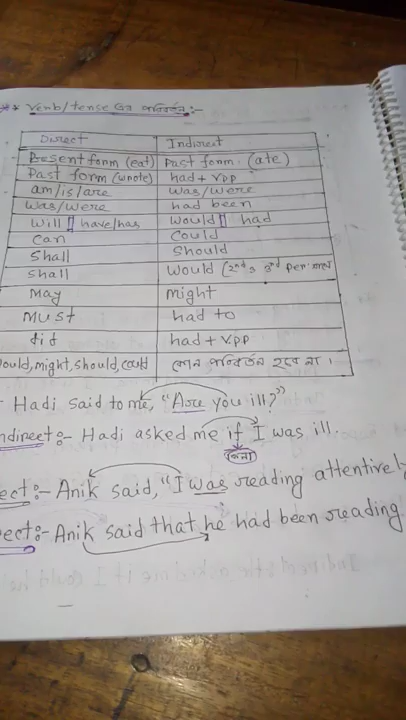 Verb/tense এর পরিবর্তন:-
Direct Indirect
Present form (eat) Past form. (ate)
Past form (wrote) had + V.pp
am/is/are was/were
was/were had been
will || have/has would || had
can could
shall should
shall would (2nd, 3rd person
May might
Must had to
did had + V.pp
would, might, should, could কোন পরিবর্তন হবে না।
Hadi said to me, "Are you ill?"
Indirect:- Hadi asked me if I was ill.
কিনা
Anik said, "I was reading attentively
Anik said that he had been reading.